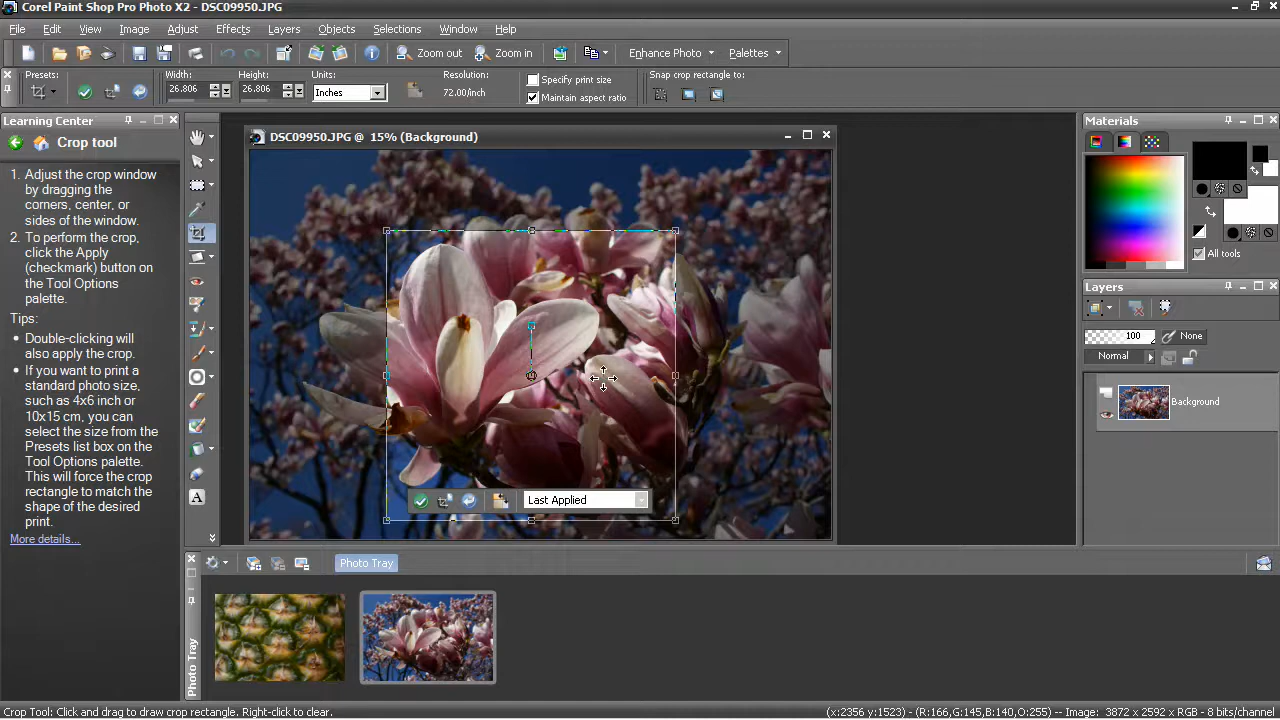 Corel Paint Shop Pro Photo X2 - DSC09950.JPG
File Edit View Image Adjust Effects Layers Objects Selections Window Help
Zoom out Zoom in Enhance Photo Palettes
Presets: Width: Height: Units: Resolution: Specify print size Snap crop rectangle to:
26.806 26.806 Inches 72.00/inch Maintain aspect ratio
Learning Center
Crop tool
1. Adjust the crop window
by dragging the
corners, center, or
sides of the window.
2. To perform the crop,
click the Apply
(checkmark) button on
the Tool Options
palette.
Tips:
• Double-clicking will
also apply the crop.
• If you want to print a
standard photo size,
such as 4x6 inch or
10x15 cm, you can
select the size from the
Presets list box on the
Tool Options palette.
This will force the crop
rectangle to match the
shape of the desired
print.
More details...
A
DSC09950.JPG @ 15% (Background)
Last Applied
Materials
All tools
Layers
100 None
Normal
Background
Photo Tray
Photo Tray
Crop Tool: Click and drag to draw crop rectangle. Right-click to clear.
(x:2356 y:1523) - (R:166,G:145,B:140,O:255) -- Image: 3872 x 2592 x RGB - 8 bits/channel